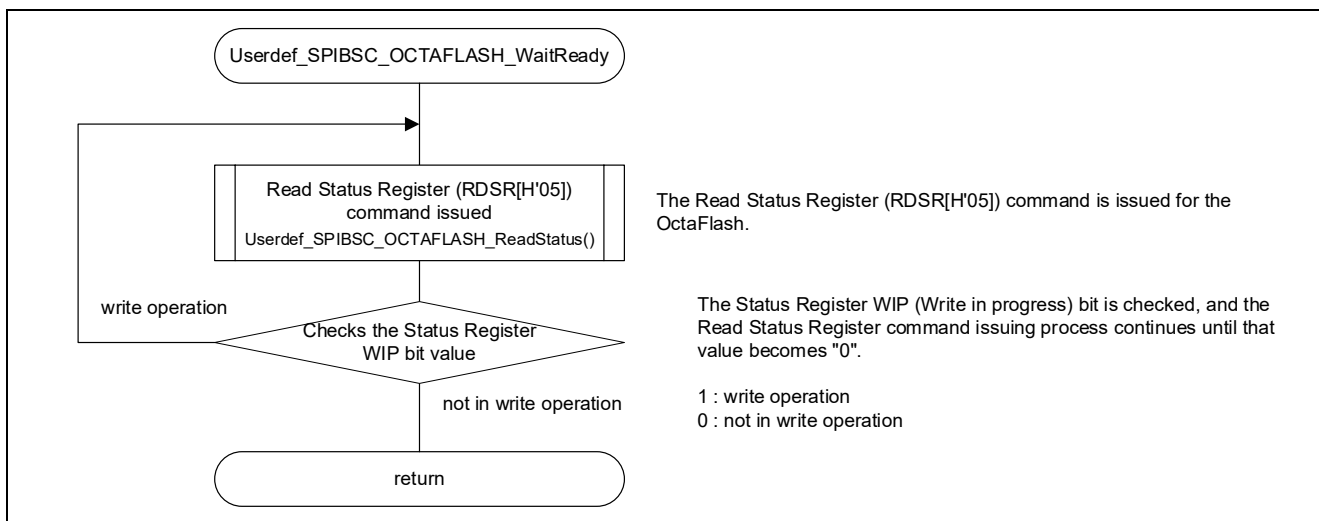 Userdef_SPIBSC_OCTAFLASH_WaitReady
Read Status Register (RDSR[H'05])
command issued
Userdef_SPIBSC_OCTAFLASH_ReadStatus()
The Read Status Register (RDSR[H'05]) command is issued for the
OctaFlash.
write operation
Checks the Status Register
WIP bit value
The Status Register WIP (Write in progress) bit is checked, and the
Read Status Register command issuing process continues until that
value becomes "0".
1 : write operation
0 : not in write operation
not in write operation
return